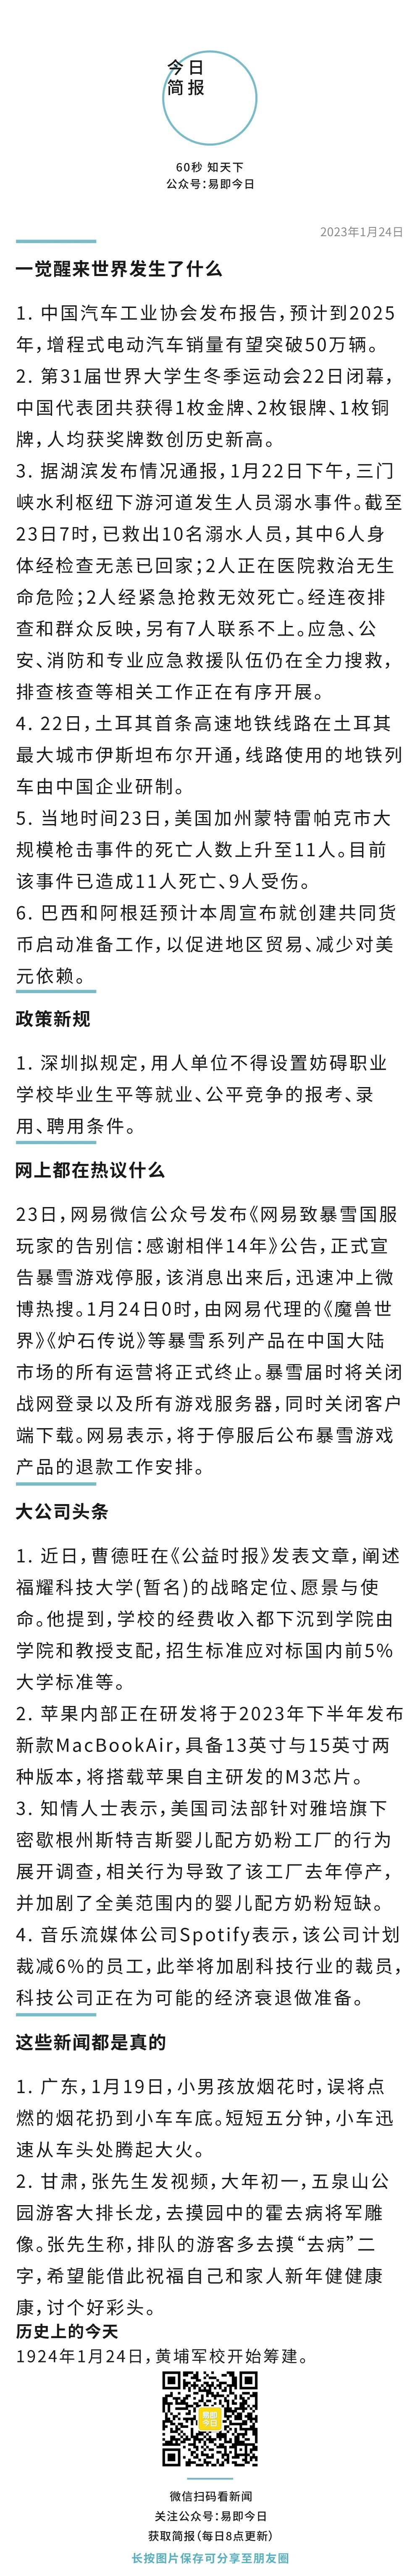 今日
简报
60秒 知天下
公众号:易即今日
2023年1月24日
一觉醒来世界发生了什么
1. 中国汽车工业协会发布报告,预计到2025
年,增程式电动汽车销量有望突破50万辆。
2. 第31届世界大学生冬季运动会22日闭幕,
中国代表团共获得1枚金牌、2枚银牌、1枚铜
牌,人均获奖牌数创历史新高。
3. 据湖滨发布情况通报,1月22日下午,三门
峡水利枢纽下游河道发生人员溺水事件。截至
23日7时,已救出10名溺水人员,其中6人身
体经检查无恙已回家;2人正在医院救治无生
命危险;2人经紧急抢救无效死亡。经连夜排
查和群众反映,另有7人联系不上。应急、公
安、消防和专业应急救援队伍仍在全力搜救,
排查核查等相关工作正在有序开展。
4. 22日,土耳其首条高速地铁线路在土耳其
最大城市伊斯坦布尔开通,线路使用的地铁列
车由中国企业研制。
5. 当地时间23日,美国加州蒙特雷帕克市大
规模枪击事件的死亡人数上升至11人。目前
该事件已造成11人死亡、9人受伤。
6. 巴西和阿根廷预计本周宣布就创建共同货
币启动准备工作,以促进地区贸易、减少对美
元依赖。
政策新规
1. 深圳拟规定,用人单位不得设置妨碍职业
学校毕业生平等就业、公平竞争的报考、录
用、聘用条件。
网上都在热议什么
23日,网易微信公众号发布《网易致暴雪国服
玩家的告别信:感谢相伴14年》公告,正式宣
告暴雪游戏停服,该消息出来后,迅速冲上微
博热搜。1月24日0时,由网易代理的《魔兽世
界》《炉石传说》等暴雪系列产品在中国大陆
市场的所有运营将正式终止。暴雪届时将关闭
战网登录以及所有游戏服务器,同时关闭客户
端下载。网易表示,将于停服后公布暴雪游戏
产品的退款工作安排。
大公司头条
1. 近日,曹德旺在《公益时报》发表文章,阐述
福耀科技大学(暂名)的战略定位、愿景与使
命。他提到,学校的经费收入都下沉到学院由
学院和教授支配,招生标准应对标国内前5%
大学标准等。
2. 苹果内部正在研发将于2023年下半年发布
新款MacBookAir,具备13英寸与15英寸两
种版本,将搭载苹果自主研发的M3芯片。
3. 知情人士表示,美国司法部针对雅培旗下
密歇根州斯特吉斯婴儿配方奶粉工厂的行为
展开调查,相关行为导致了该工厂去年停产,
并加剧了全美范围内的婴儿配方奶粉短缺。
4. 音乐流媒体公司Spotify表示,该公司计划
裁减6%的员工,此举将加剧科技行业的裁员,
科技公司正在为可能的经济衰退做准备。
这些新闻都是真的
1. 广东,1月19日,小男孩放烟花时,误将点
燃的烟花扔到小车车底。短短五分钟,小车迅
速从车头处腾起大火。
2. 甘肃,张先生发视频,大年初一,五泉山公
园游客大排长龙,去摸园中的霍去病将军雕
像。张先生称,排队的游客多去摸“去病”二
字,希望能借此祝福自己和家人新年健健康
康,讨个好彩头。
历史上的今天
1924年1月24日,黄埔军校开始筹建。
易即
今日
微信扫码看新闻
关注公众号:易即今日
获取简报(每日8点更新)
长按图片保存可分享至朋友圈